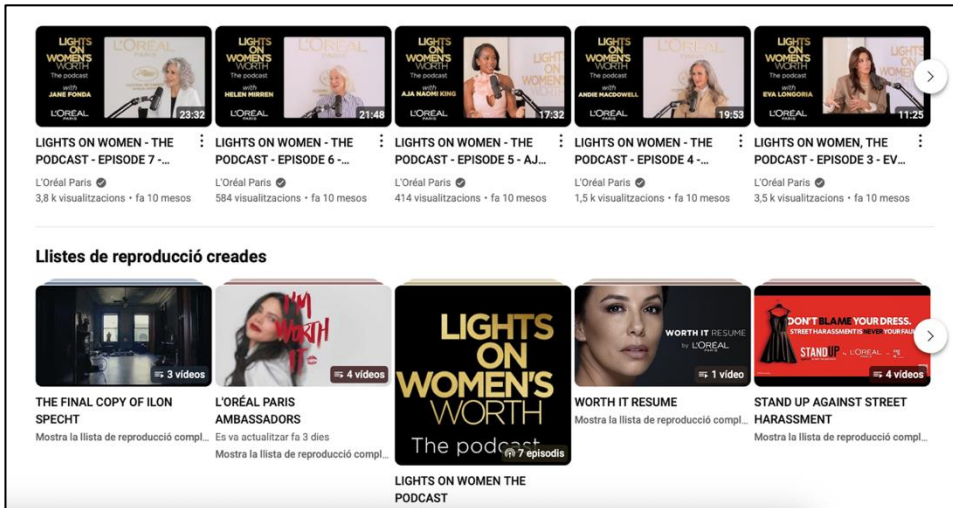 LIGHTS
ON
WOMEN'S
WORTH
The podcast
with
JANE FONDA
L'ORÉAL
PARIS
L'ORÉAL
23:32
LIGHTS
ON
WOMEN'S
WORTH
The podcast
with
HELEN MIRREN
L'ORÉAL
PARIS
L'ORÉAL
21:48
LIGHTS
ON
WOMEN'S
WORTH
The podcast
with
AJA NAOMI KING
L'ORÉAL
PARIS
17:32
LIGHTS
ON
WOMEN'S
WORTH
The podcast
with
ANDIE MACDOWELL
L'ORÉAL
PARIS
19:53
LIGHTS
ON
WOMEN'S
WORTH
The podcast
with
EVA LONGORIA
L'ORÉAL
PARIS
11:25
LIGHTS ON WOMEN - THE
PODCAST - EPISODE 7 -...
L'Oréal Paris
3,8 k visualitzacions • fa 10 mesos
LIGHTS ON WOMEN - THE
PODCAST - EPISODE 6 -...
L'Oréal Paris
584 visualitzacions • fa 10 mesos
LIGHTS ON WOMEN - THE
PODCAST - EPISODE 5 - AJ...
L'Oréal Paris
414 visualitzacions • fa 10 mesos
LIGHTS ON WOMEN - THE
PODCAST - EPISODE 4 -...
L'Oréal Paris
1,5 k visualitzacions • fa 10 mesos
LIGHTS ON WOMEN, THE
PODCAST - EPISODE 3 - EV...
L'Oréal Paris
3,5 k visualitzacions • fa 10 mesos
Llistes de reproducció creades
3 vídeos
THE FINAL COPY OF ILON
SPECHT
Mostra la llista de reproducció compl...
I'M
WORTH
IT
4 vídeos
L'ORÉAL PARIS
AMBASSADORS
Es va actualitzar fa 3 dies
Mostra la llista de reproducció compl...
LIGHTS
ON
WOMEN'S
WORTH
The podcast
7 episodis
LIGHTS ON WOMEN THE
PODCAST
WORTH IT RESUME
by L'ORÉAL
PARIS
1 vídeo
WORTH IT RESUME
Mostra la llista de reproducció compl...
DON'T BLAME YOUR DRESS.
STREET HARASSMENT IS NEVER YOUR FAU
STAND UP by L'ORÉAL
PARIS
4 vídeos
STAND UP AGAINST STREET
HARASSMENT
Mostra la llista de reproducció compl...